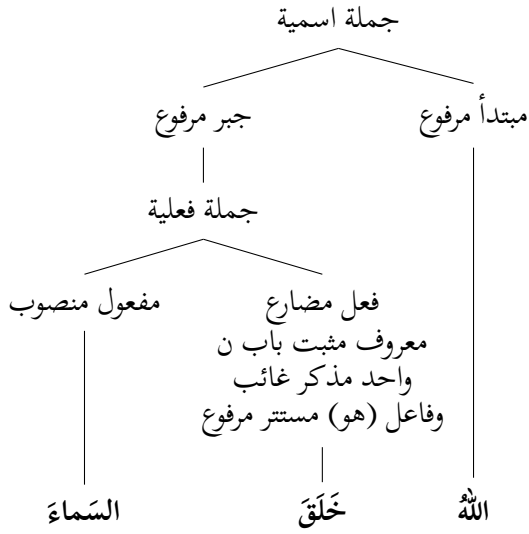 جملة اسمية
مبتدأ مرفوع
جبر مرفوع
جملة فعلية
فعل مضارع
معروف مثبت باب ن
واحد مذكر غائب
وفاعل (هو) مستتر مرفوع
مفعول منصوب
اللّٰهُ
خَلَقَ
السَماءَ